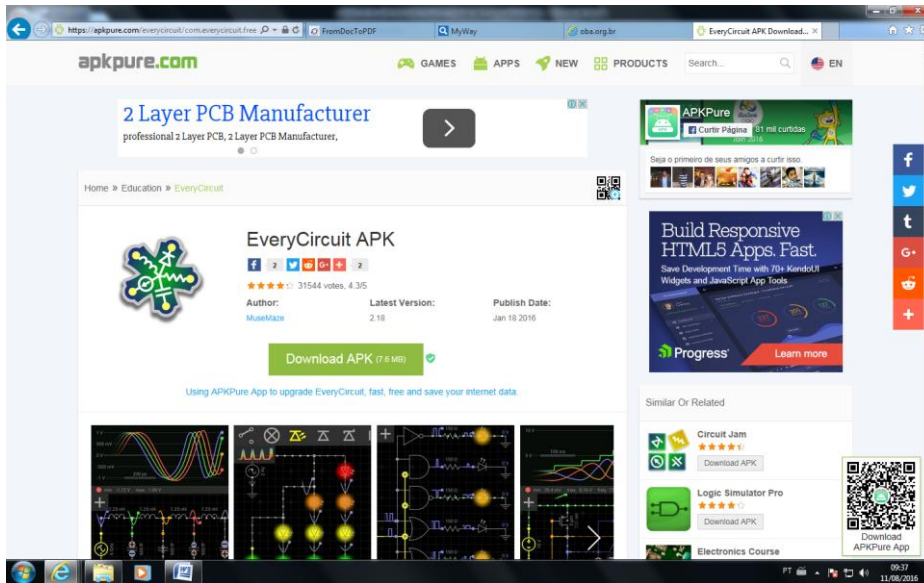 https://apkpure.com/everycircuit/com.everycircuit.free
FromDocToPDF
MyWay
oba.org.br
EveryCircuit APK Download...
apkpure.com
GAMES
APPS
NEW
PRODUCTS
Search...
EN
2 Layer PCB Manufacturer
professional 2 Layer PCB, 2 Layer PCB Manufacturer,
APKPure
Curtir Página
81 mil curtidas
Seja o primeiro de seus amigos a curtir isso.
Home » Education » EveryCircuit
EveryCircuit APK
2
2
31544 votes, 4.3/5
Author:
Latest Version:
Publish Date:
MuseMaze
2.18
Jan 18 2016
Download APK (7.6 MB)
Using APKPure App to upgrade EveryCircuit, fast, free and save your internet data.
Build Responsive
HTML5 Apps. Fast.
Save Development Time with 70+ KendoUI
Widgets and JavaScript App Tools
Progress
Learn more
Similar Or Related
Circuit Jam
Download APK
Logic Simulator Pro
Download APK
Electronics Course
Download
APKPure App
PT
09:37
11/08/2016